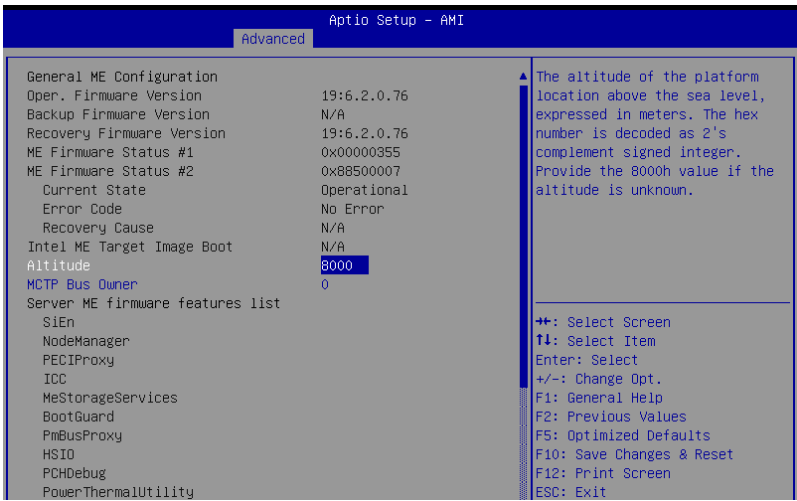 Aptio Setup – AMI
Advanced
General ME Configuration
Oper. Firmware Version 19:6.2.0.76
Backup Firmware Version N/A
Recovery Firmware Version 19:6.2.0.76
ME Firmware Status #1 0x00000355
ME Firmware Status #2 0x88500007
Current State Operational
Error Code No Error
Recovery Cause N/A
Intel ME Target Image Boot N/A
Altitude 8000
MCTP Bus Owner 0
Server ME firmware features list
SiEn
NodeManager
PECIProxy
ICC
MeStorageServices
BootGuard
PmBusProxy
HSIO
PCHDebug
PowerThermalUtility
The altitude of the platform
location above the sea level,
expressed in meters. The hex
number is decoded as 2's
complement signed integer.
Provide the 8000h value if the
altitude is unknown.
→←: Select Screen
↑↓: Select Item
Enter: Select
+/-: Change Opt.
F1: General Help
F2: Previous Values
F5: Optimized Defaults
F10: Save Changes & Reset
F12: Print Screen
ESC: Exit